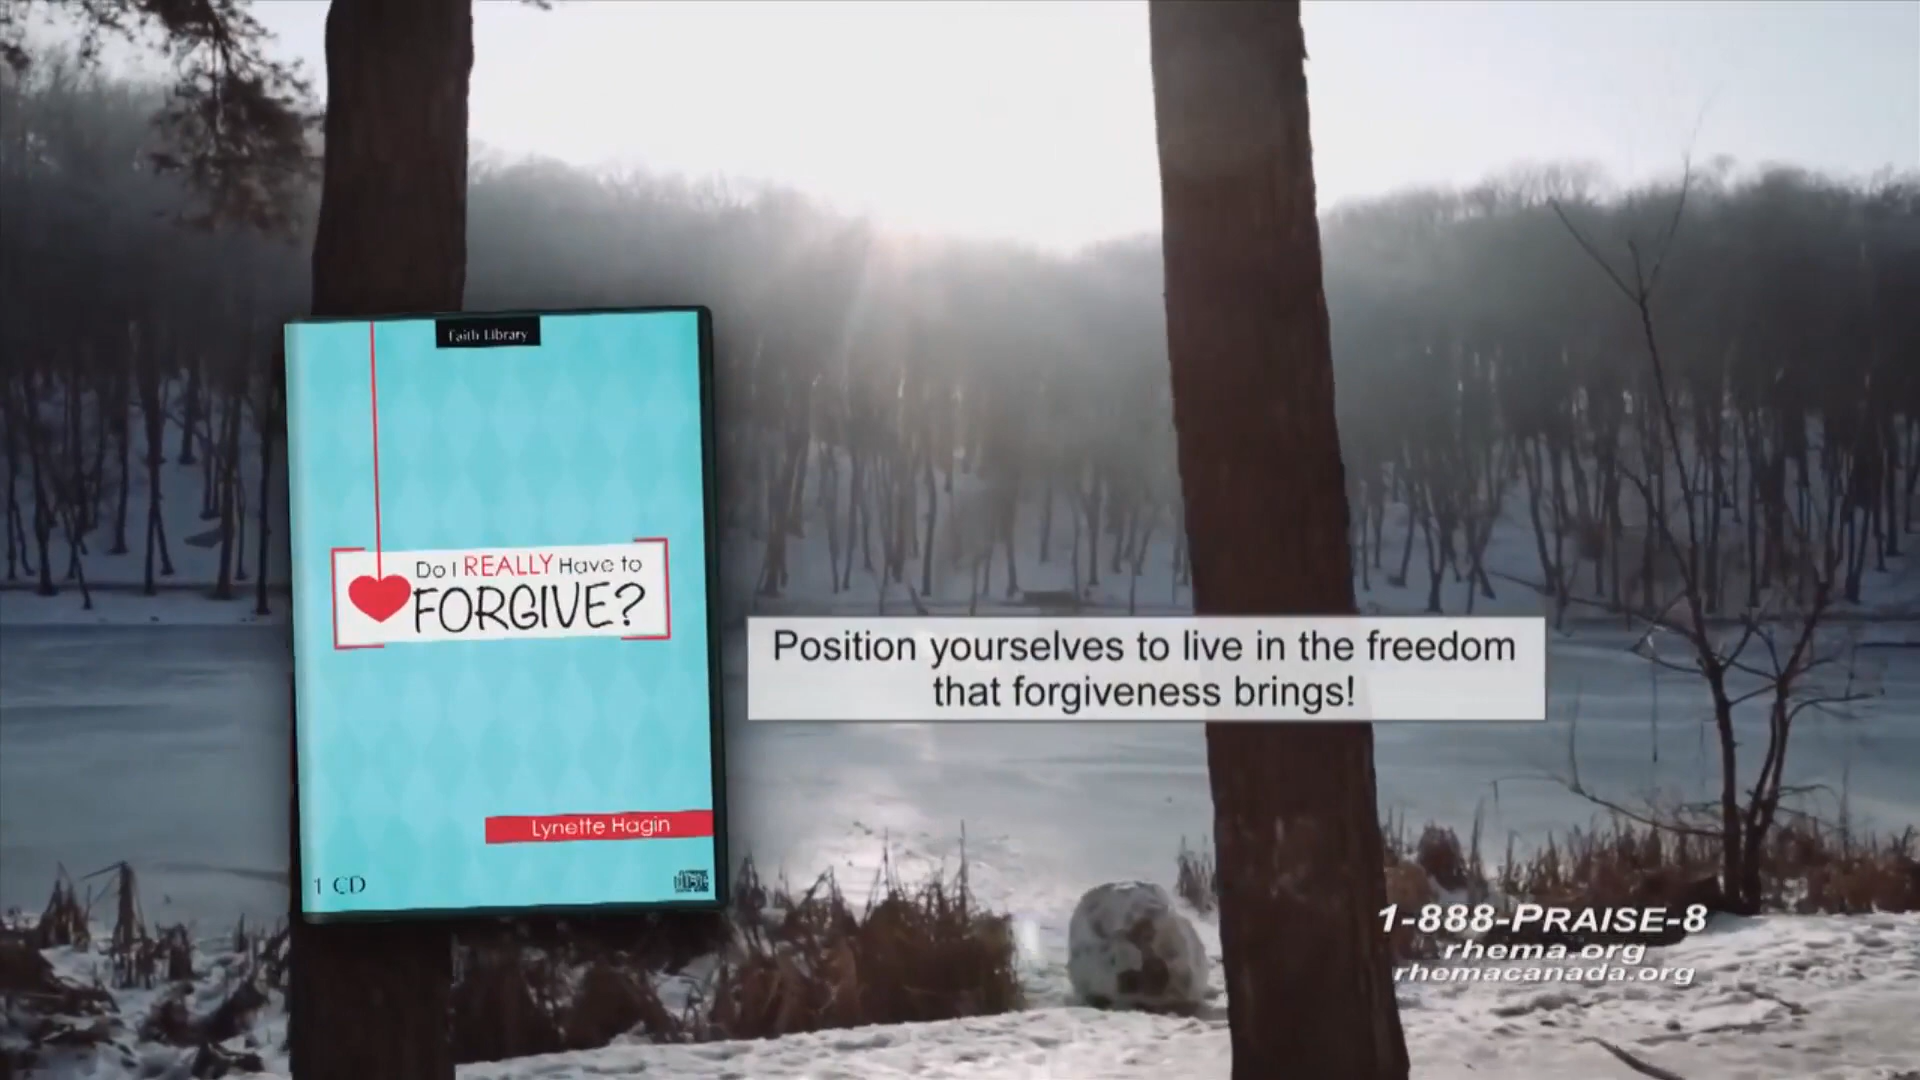 Faith Library
Do I REALLY Have to
FORGIVE?
Lynette Hagin
1 CD
Position yourselves to live in the freedom
that forgiveness brings!
1-888-PRAISE-8
rhema.org
rhemacanada.org